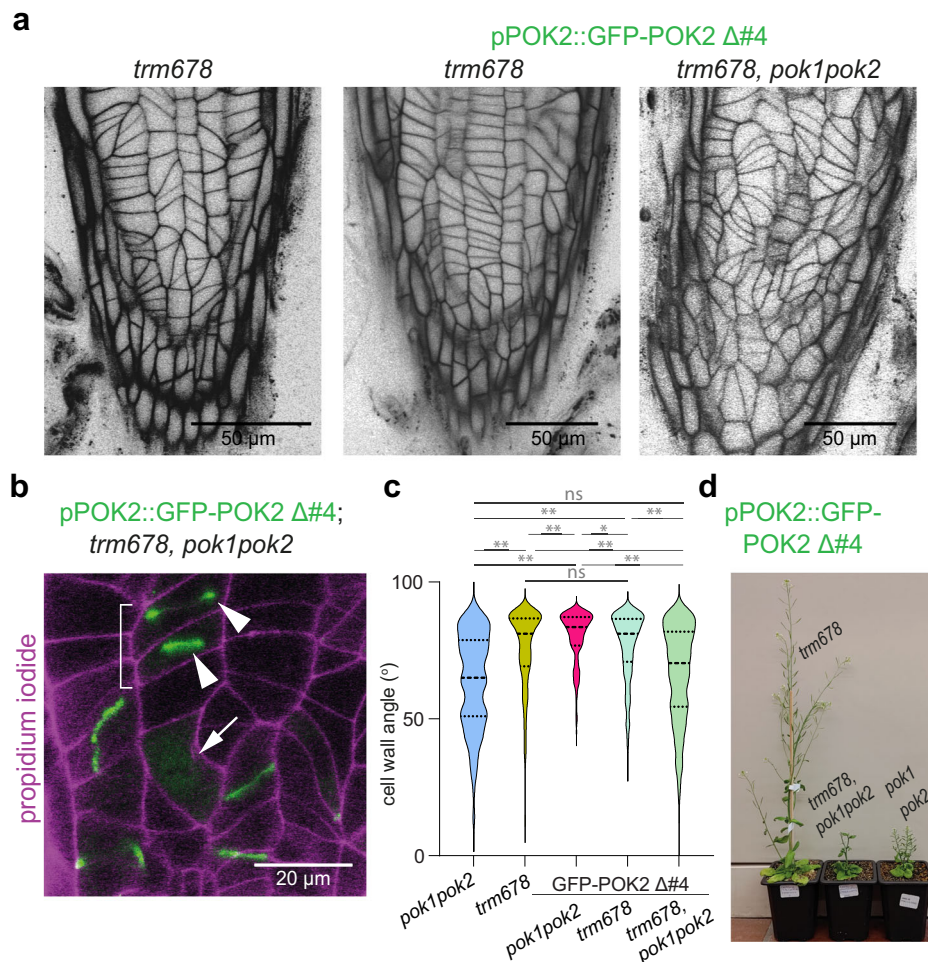 a
pPOK2::GFP-POK2 Δ#4
trm678
trm678
trm678, pok1pok2
50 µm
50 µm
50 µm
b
pPOK2::GFP-POK2 Δ#4;
trm678, pok1pok2
propidium iodide
20 µm
c
ns
**
**
**
*
**
**
**
**
ns
100
50
0
cell wall angle (°)
GFP-POK2 Δ#4
pok1pok2
trm678
pok1pok2
trm678
trm678,
pok1pok2
d
pPOK2::GFP-
POK2 Δ#4
trm678
trm678,
pok1pok2
pok1
pok2